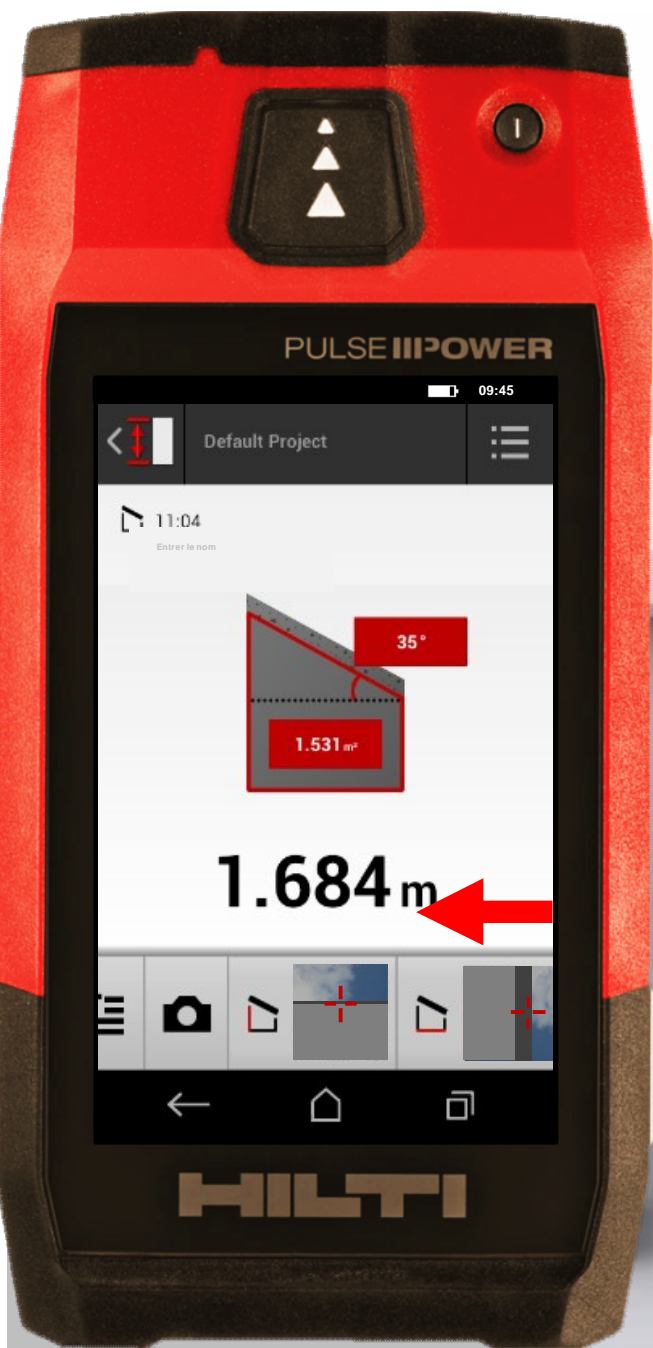 PULSE POWER
09:45
Default Project
11:04
Entrer le nom
35°
1.531 m²
1.684 m
HILTI